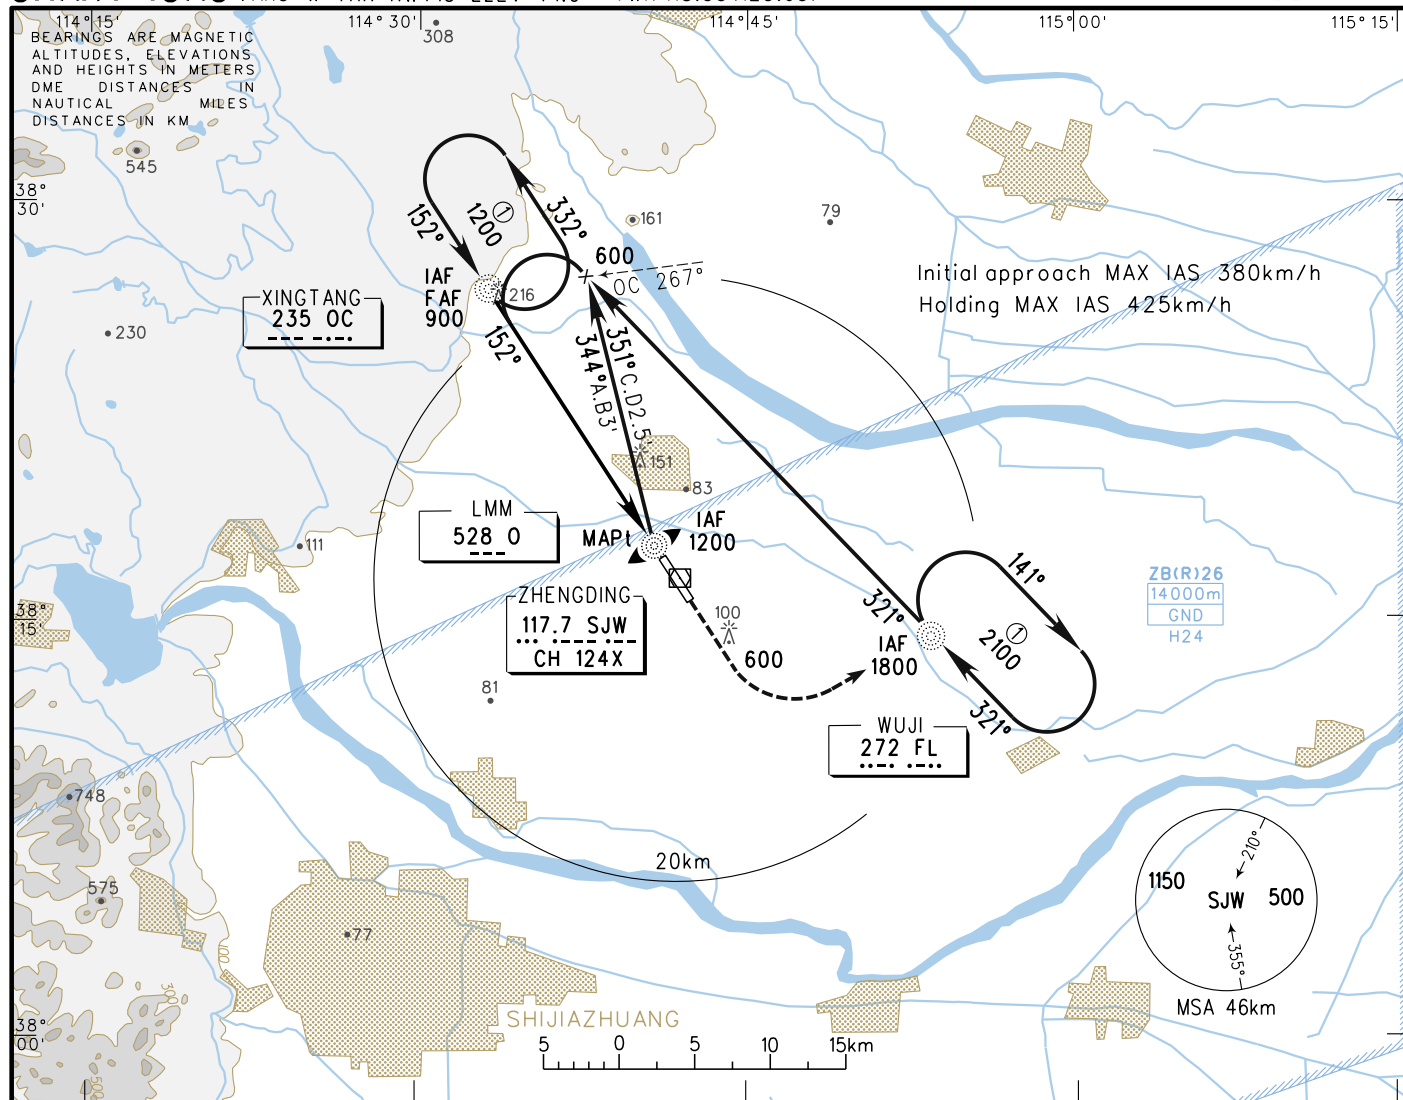 114° 15'
114° 30'
114°45'
115°00'
115° 15'
BEARINGS ARE MAGNETIC
ALTITUDES, ELEVATIONS
AND HEIGHTS IN METERS
DME DISTANCES IN
NAUTICAL MILES
DISTANCES IN KM
308
545
38°
30'
152°
1200
①
332°
161
79
600
OC 267°
IAF
FAF
900
216
Initial approach MAX IAS 380km/h
Holding MAX IAS 425km/h
XINGTANG
235 OC
230
152°
351°C.D2.5'
344°A.B3'
151
83
LMM
528 O
MAPt
IAF
1200
111
ZHENGDING
117.7 SJW
CH 124X
100
600
141°
321°
①
2100
IAF
1800
321°
ZB(R)26
14000m
GND
H24
38°
15'
81
WUJI
272 FL
748
20km
575
77
210°
1150
SJW
500
355°
MSA 46km
100
300
500
SHIJIAZHUANG
38°
00'
5 0 5 10 15km